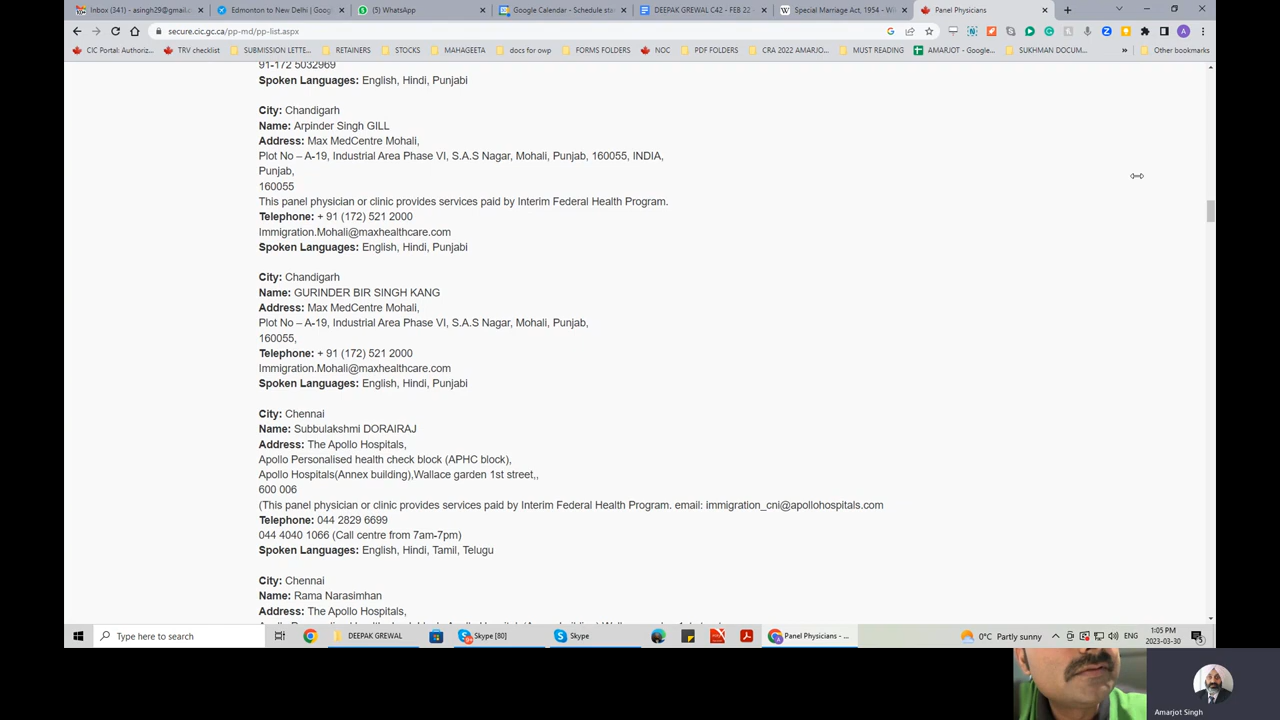 Inbox (341) - asingh29@gmail.c
Edmonton to New Delhi | Goog
(5) WhatsApp
Google Calendar - Schedule sta
DEEPAK GREWAL C42 - FEB 22 -
Special Marriage Act, 1954 - Wi
Panel Physicians
secure.cic.gc.ca/pp-md/pp-list.aspx
CIC Portal: Authoriz...
TRV checklist
SUBMISSION LETTE...
RETAINERS
STOCKS
MAHAGEETA
docs for owp
FORMS FOLDERS
NOC
PDF FOLDERS
CRA 2022 AMARJO...
MUST READING
AMARJOT - Google...
SUKHMAN DOCUM...
»
Other bookmarks
91-172 5032969
Spoken Languages: English, Hindi, Punjabi
City: Chandigarh
Name: Arpinder Singh GILL
Address: Max MedCentre Mohali,
Plot No – A-19, Industrial Area Phase VI, S.A.S Nagar, Mohali, Punjab, 160055, INDIA,
Punjab,
160055
This panel physician or clinic provides services paid by Interim Federal Health Program.
Telephone: + 91 (172) 521 2000
Immigration.Mohali@maxhealthcare.com
Spoken Languages: English, Hindi, Punjabi
City: Chandigarh
Name: GURINDER BIR SINGH KANG
Address: Max MedCentre Mohali,
Plot No – A-19, Industrial Area Phase VI, S.A.S Nagar, Mohali, Punjab,
160055,
Telephone: + 91 (172) 521 2000
Immigration.Mohali@maxhealthcare.com
Spoken Languages: English, Hindi, Punjabi
City: Chennai
Name: Subbulakshmi DORAIRAJ
Address: The Apollo Hospitals,
Apollo Personalised health check block (APHC block),
Apollo Hospitals(Annex building),Wallace garden 1st street,,
600 006
(This panel physician or clinic provides services paid by Interim Federal Health Program. email: immigration_cni@apollohospitals.com
Telephone: 044 2829 6699
044 4040 1066 (Call centre from 7am-7pm)
Spoken Languages: English, Hindi, Tamil, Telugu
City: Chennai
Name: Rama Narasimhan
Address: The Apollo Hospitals,
Type here to search
DEEPAK GREWAL
Skype [80]
Skype
Panel Physicians - ...
0°C Partly sunny
ENG
1:05 PM
2023-03-30
Amarjot Singh